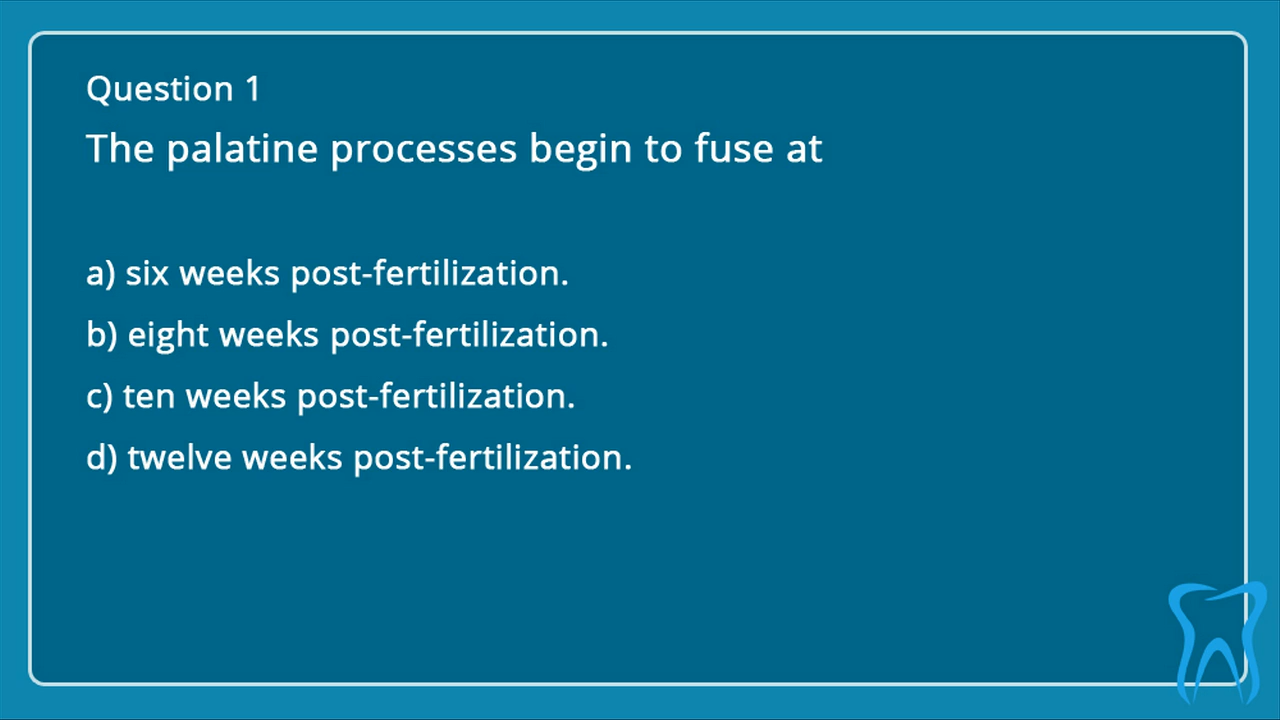 Question 1
The palatine processes begin to fuse at
a) six weeks post-fertilization.
b) eight weeks post-fertilization.
c) ten weeks post-fertilization.
d) twelve weeks post-fertilization.